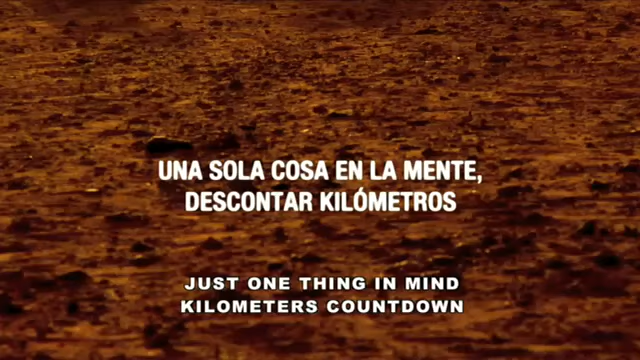 UNA SOLA COSA EN LA MENTE,
DESCONTAR KILÓMETROS
JUST ONE THING IN MIND
KILOMETERS COUNTDOWN